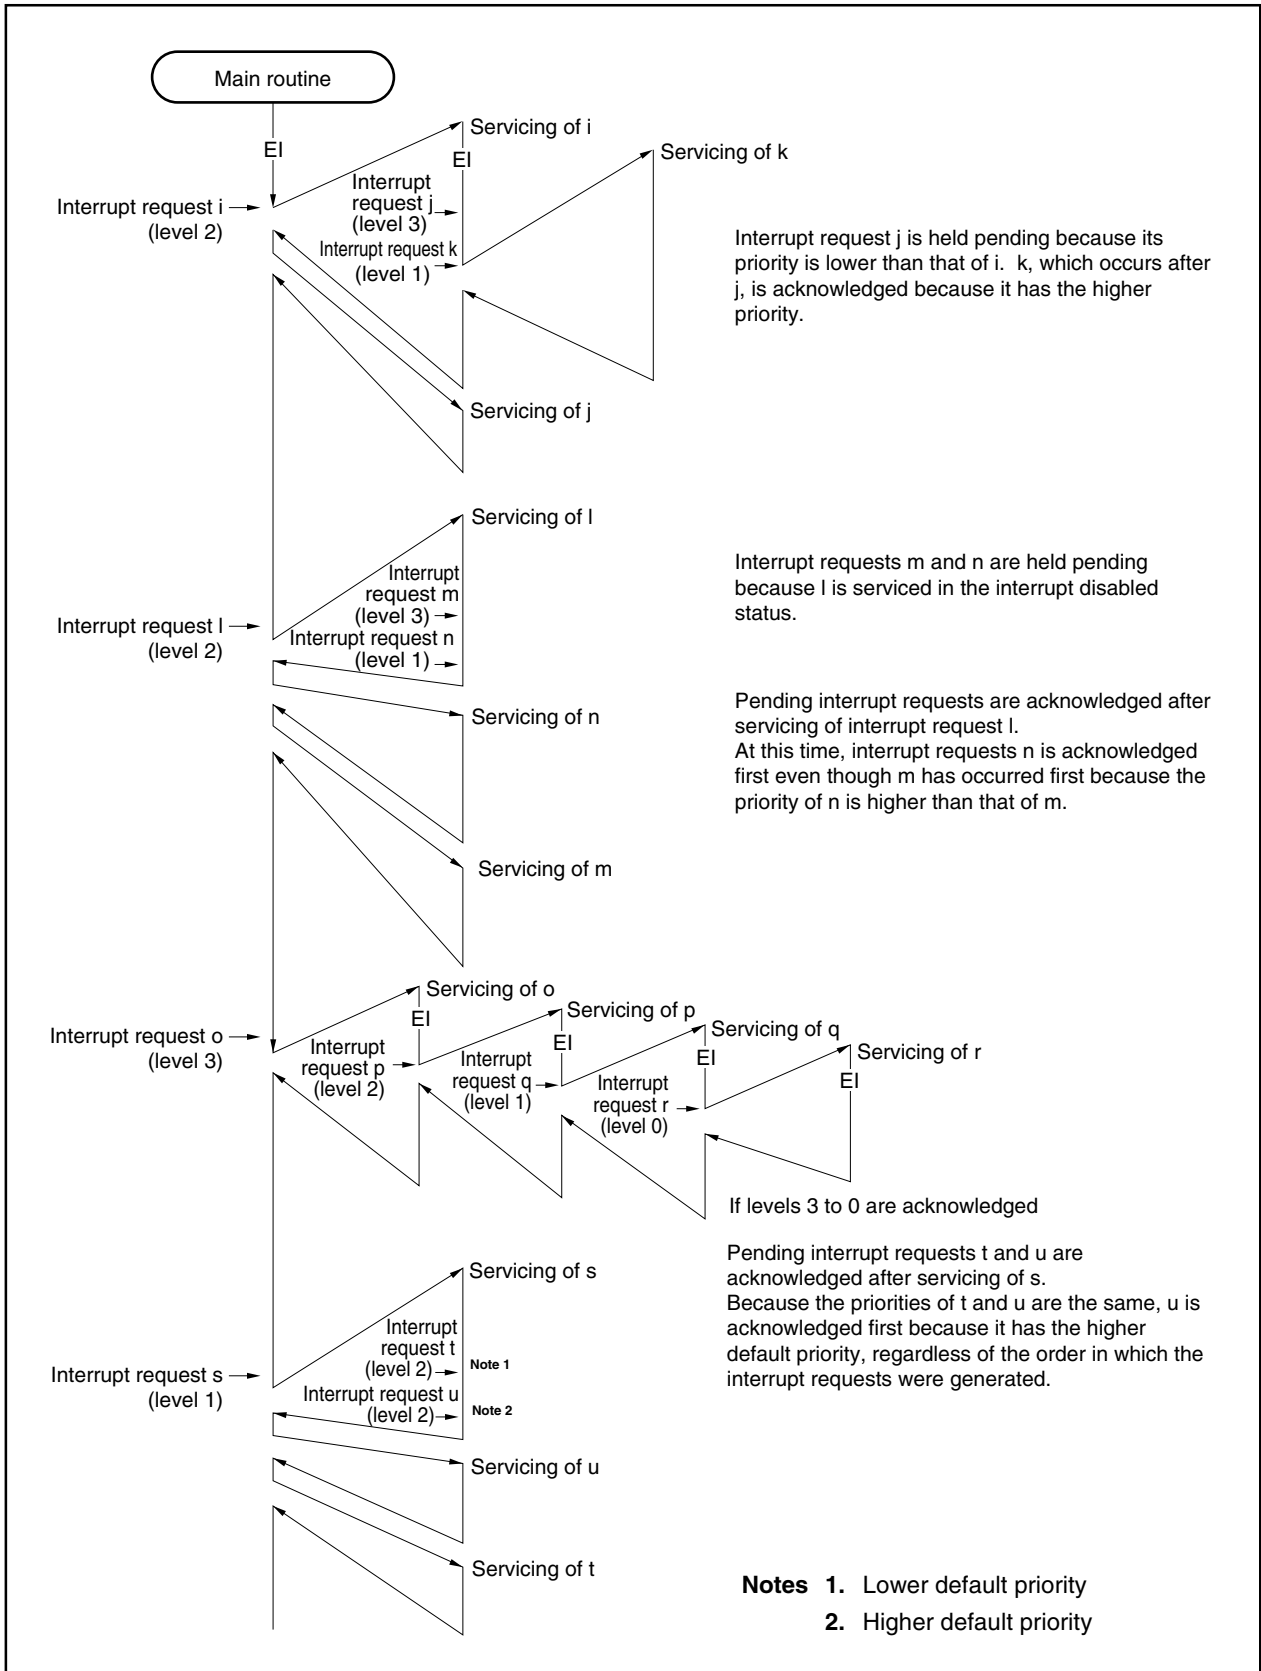 Main routine
EI
Servicing of i
EI
Servicing of k
Interrupt request i
(level 2)
Interrupt
request j
(level 3)
Interrupt request k
(level 1)
Interrupt request j is held pending because its
priority is lower than that of i. k, which occurs after
j, is acknowledged because it has the higher
priority.
Servicing of j
Servicing of l
Interrupt request l
(level 2)
Interrupt
request m
(level 3)
Interrupt request n
(level 1)
Interrupt requests m and n are held pending
because l is serviced in the interrupt disabled
status.
Servicing of n
Pending interrupt requests are acknowledged after
servicing of interrupt request l.
At this time, interrupt requests n is acknowledged
first even though m has occurred first because the
priority of n is higher than that of m.
Servicing of m
Interrupt request o
(level 3)
Servicing of o
EI
Interrupt
request p
(level 2)
Servicing of p
EI
Interrupt
request q
(level 1)
Servicing of q
EI
Interrupt
request r
(level 0)
Servicing of r
EI
If levels 3 to 0 are acknowledged
Servicing of s
Interrupt request s
(level 1)
Interrupt
request t
(level 2)
Note 1
Interrupt request u
(level 2)
Note 2
Pending interrupt requests t and u are
acknowledged after servicing of s.
Because the priorities of t and u are the same, u is
acknowledged first because it has the higher
default priority, regardless of the order in which the
interrupt requests were generated.
Servicing of u
Servicing of t
Notes 1. Lower default priority
2. Higher default priority